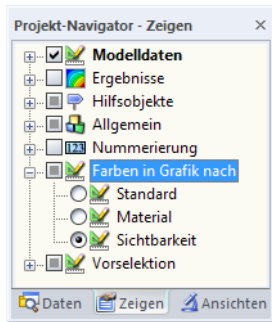 Projekt-Navigator - Zeigen
Modelldaten
Ergebnisse
Hilfsobjekte
Allgemein
123 Nummerierung
Farben in Grafik nach
Standard
Material
Sichtbarkeit
Vorselektion
Daten Zeigen Ansichten